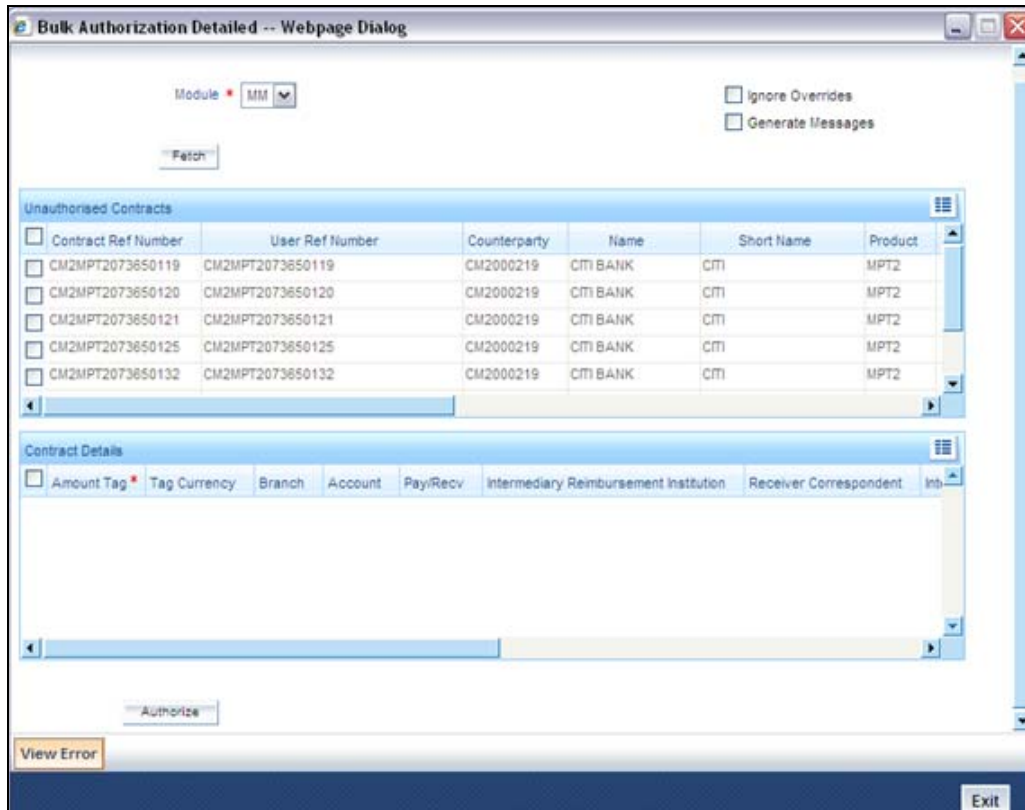 Bulk Authorization Detailed -- Webpage Dialog
Module * MM
Ignore Overrides
Generate Messages
Fetch
Unauthorised Contracts
Contract Ref Number User Ref Number Counterparty Name Short Name Product
CM2MPT2073650119 CM2MPT2073650119 CM2000219 CITI BANK CITI MPT2
CM2MPT2073650120 CM2MPT2073650120 CM2000219 CITI BANK CITI MPT2
CM2MPT2073650121 CM2MPT2073650121 CM2000219 CITI BANK CITI MPT2
CM2MPT2073650125 CM2MPT2073650125 CM2000219 CITI BANK CITI MPT2
CM2MPT2073650132 CM2MPT2073650132 CM2000219 CITI BANK CITI MPT2
Contract Details
Amount Tag * Tag Currency Branch Account Pay/Recv Intermediary Reimbursement Institution Receiver Correspondent
Authorize
View Error
Exit